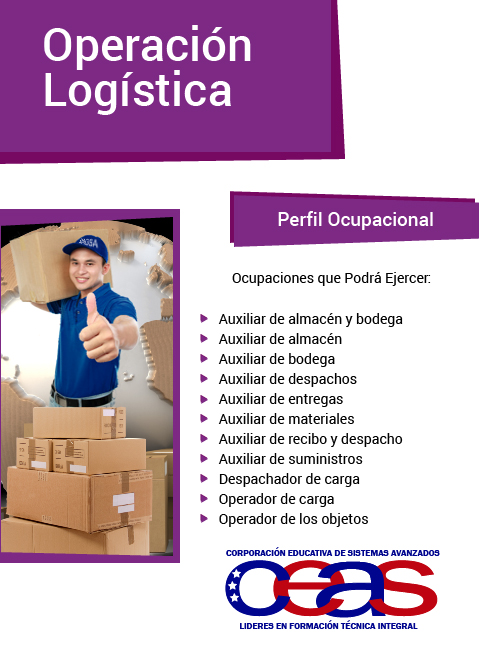 Operación
Logística
Perfil Ocupacional
Ocupaciones que Podrá Ejercer:
Auxiliar de almacén y bodega
Auxiliar de almacén
Auxiliar de bodega
Auxiliar de despachos
Auxiliar de entregas
Auxiliar de materiales
Auxiliar de recibo y despacho
Auxiliar de suministros
Despachador de carga
Operador de carga
Operador de los objetos
CORPORACIÓN EDUCATIVA DE SISTEMAS AVANZADOS
ceas
LIDERES EN FORMACIÓN TÉCNICA INTEGRAL